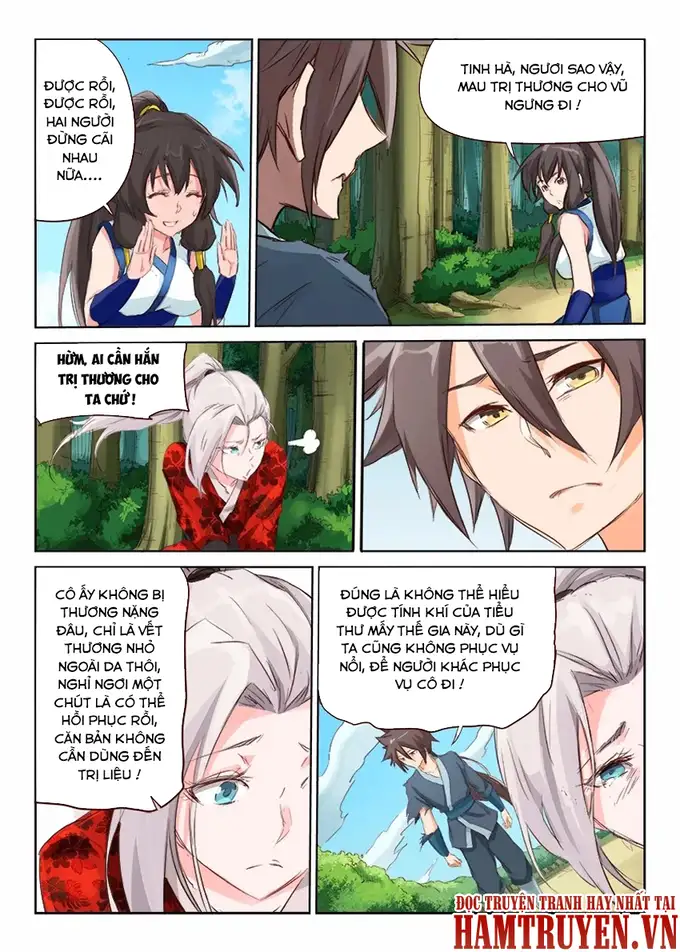 ĐƯỢC RỒI,
ĐƯỢC RỒI,
HAI NGƯỜI
ĐỪNG CÃI
NHAU
NỮA....
TINH HÀ, NGƯƠI SAO VẬY,
MAU TRỊ THƯƠNG CHO VŨ
NGƯNG ĐI !
HỪM, AI CẦN HẮN
TRỊ THƯƠNG CHO
TA CHỨ !
CÔ ẤY KHÔNG BỊ
THƯƠNG NẶNG
ĐÂU, CHỈ LÀ VẾT
THƯƠNG NHỎ
NGOÀI DA THÔI,
NGHỈ NGƠI MỘT
CHÚT LÀ CÓ THỂ
HỒI PHỤC RỒI,
CĂN BẢN KHÔNG
CẦN DÙNG ĐẾN
TRỊ LIỆU !
ĐÚNG LÀ KHÔNG THỂ HIỂU
ĐƯỢC TÍNH KHÍ CỦA TIỂU
THƯ MẤY THẾ GIA NÀY, DÙ GÌ
TA CŨNG KHÔNG PHỤC VỤ
NỔI, ĐỂ NGƯỜI KHÁC PHỤC
VỤ CÔ ĐI !
ĐỌC TRUYỆN TRANH HAY NHẤT TẠI
HAMTRUYEN.VN